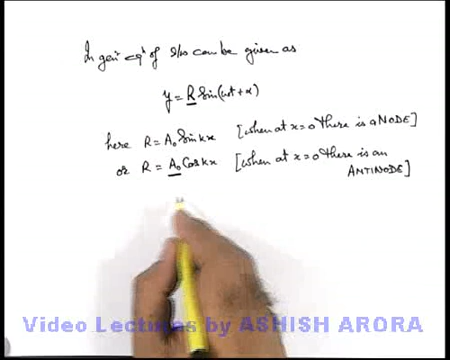 In genl eqn of S/W can be given as
y = R Sin(ωt + α)
here R = A₀ Sin kx [when at x=0 there is a NODE]
or R = A₀ Cos kx [when at x=0 there is an
ANTINODE]
Video Lectures by ASHISH ARORA